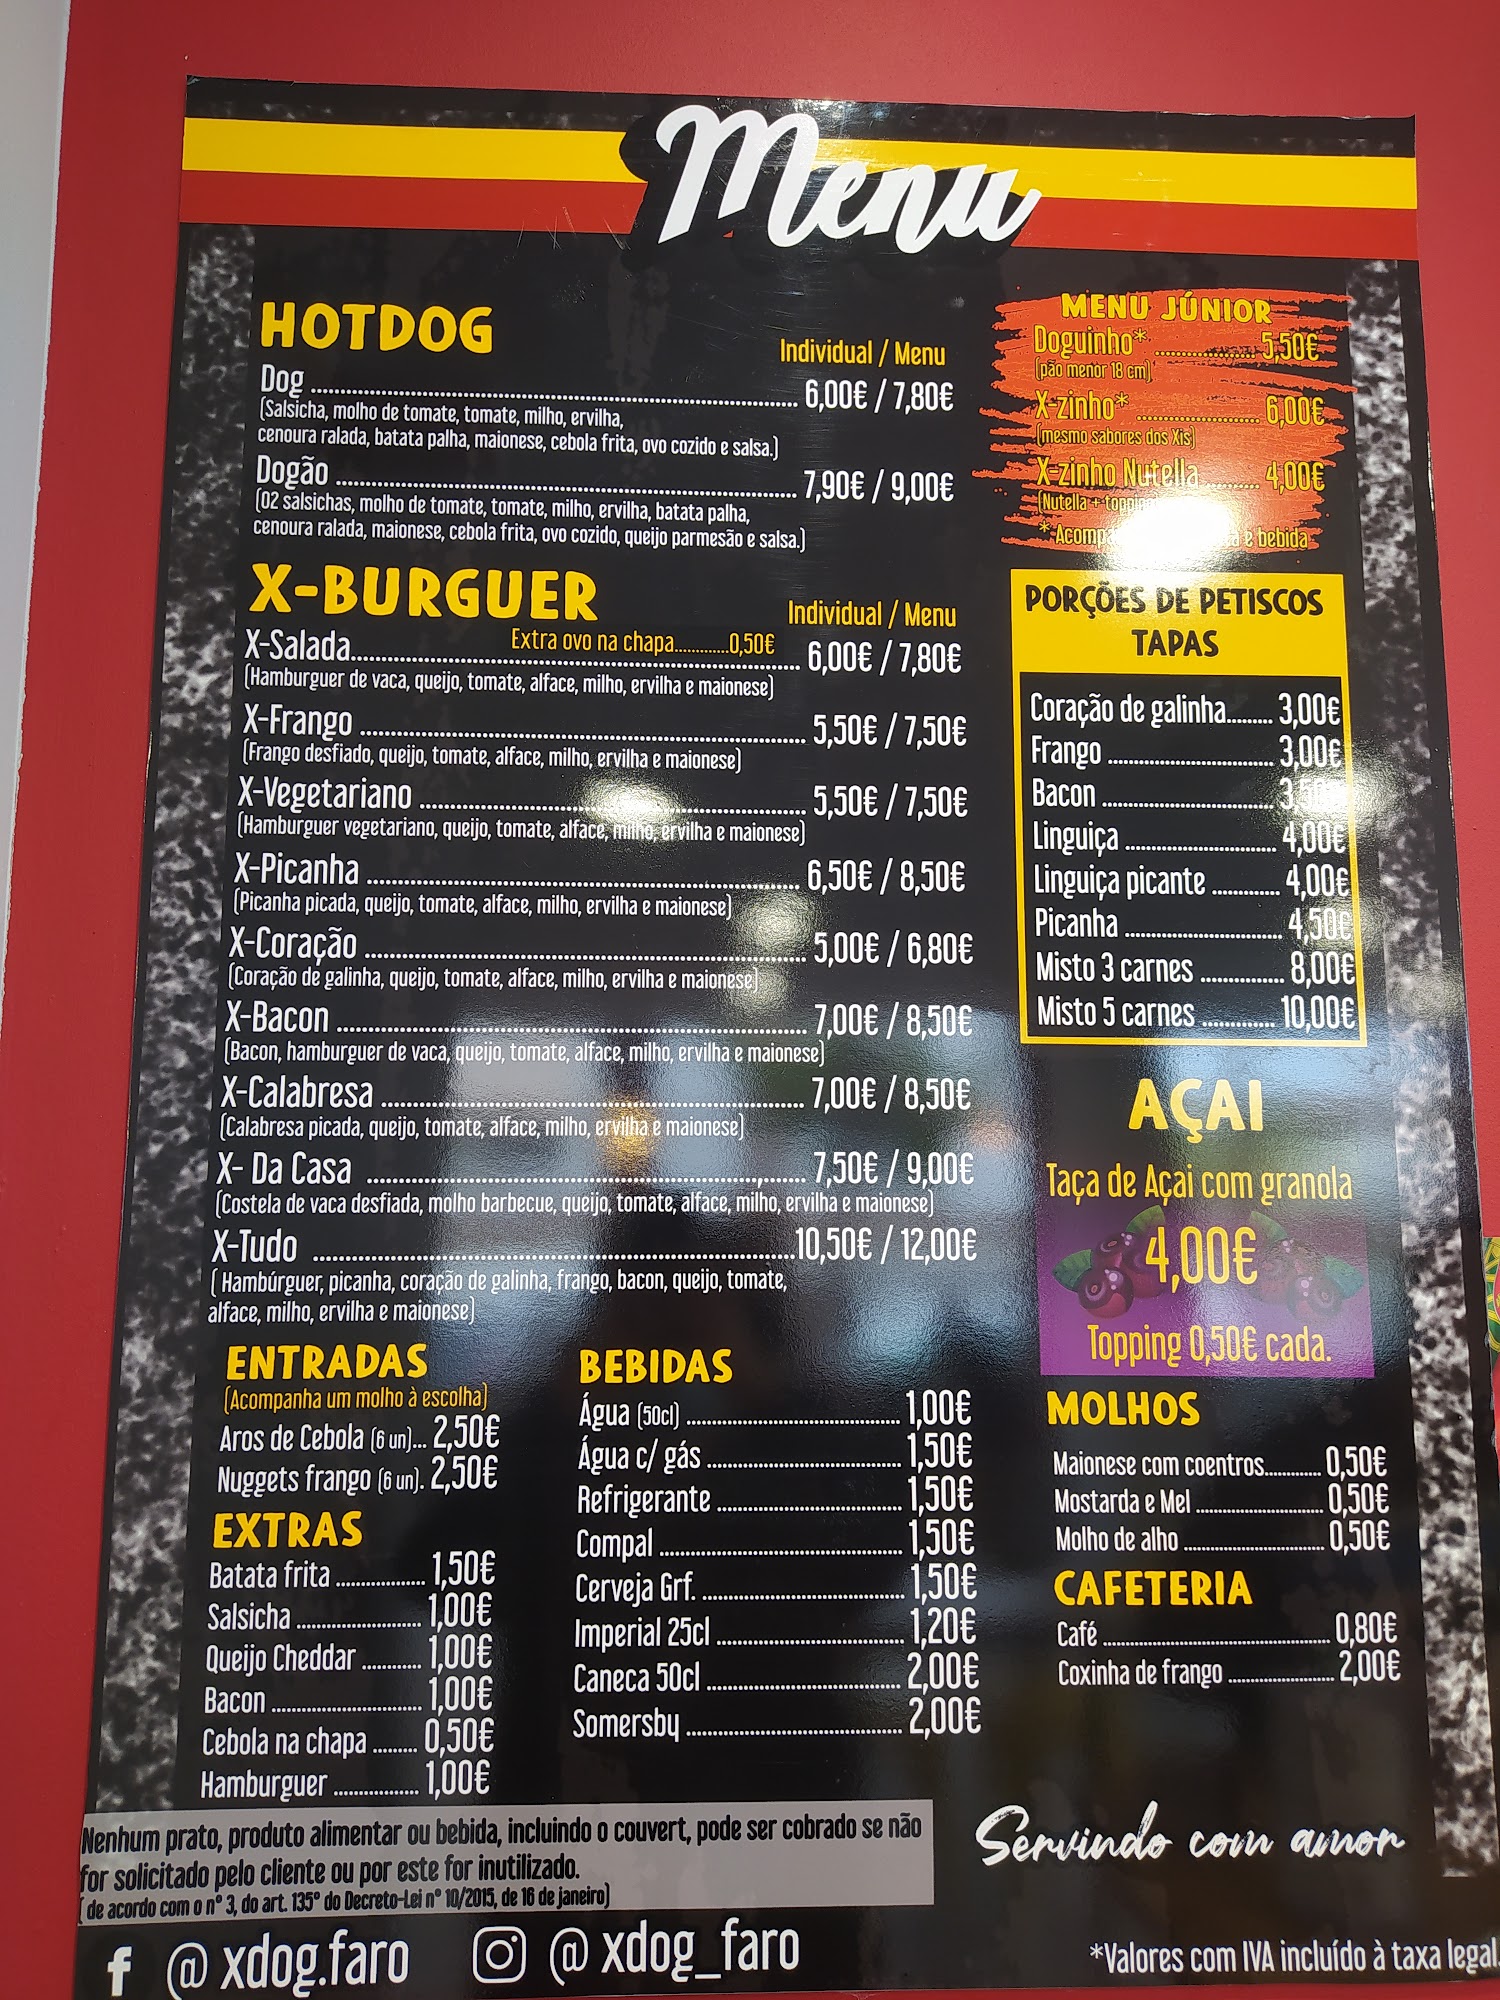 Menu
HOTDOG
Individual / Menu
Dog ........ 6,00€ / 7,80€
(Salsicha, molho de tomate, tomate, milho, ervilha,
cenoura ralada, batata palha, maionese, cebola frita, ovo cozido e salsa.)
Dogão ........ 7,90€ / 9,00€
(02 salsichas, molho de tomate, tomate, milho, ervilha, batata palha,
cenoura ralada, maionese, cebola frita, ovo cozido, queijo parmesão e salsa.)
X-BURGUER
Individual / Menu
Extra ovo na chapa........0,50€
X-Salada........ 6,00€ / 7,80€
(Hamburguer de vaca, queijo, tomate, alface, milho, ervilha e maionese)
X-Frango ........ 5,50€ / 7,50€
(Frango desfiado, queijo, tomate, alface, milho, ervilha e maionese)
X-Vegetariano ........ 5,50€ / 7,50€
(Hamburguer vegetariano, queijo, tomate, alface, milho, ervilha e maionese)
X-Picanha ........ 6,50€ / 8,50€
(Picanha picada, queijo, tomate, alface, milho, ervilha e maionese)
X-Coração ........ 5,00€ / 6,80€
(Coração de galinha, queijo, tomate, alface, milho, ervilha e maionese)
X-Bacon ........ 7,00€ / 8,50€
(Bacon, hamburguer de vaca, queijo, tomate, alface, milho, ervilha e maionese)
X-Calabresa ........ 7,00€ / 8,50€
(Calabresa picada, queijo, tomate, alface, milho, ervilha e maionese)
X- Da Casa ........ 7,50€ / 9,00€
(Costela de vaca desfiada, molho barbecue, queijo, tomate, alface, milho, ervilha e maionese)
X-Tudo ........10,50€ / 12,00€
( Hambúrguer, picanha, coração de galinha, frango, bacon, queijo, tomate,
alface, milho, ervilha e maionese)
MENU JÚNIOR
Doguinho* ........ 5,50€
(pão menor 18 cm)
X-zinho* ........ 6,00€
(mesmo sabores dos Xis)
X-zinho Nutella ........ 4,00€
(Nutella +
* e bebida
PORÇÕES DE PETISCOS
TAPAS
Coração de galinha........ 3,00€
Frango ........ 3,00€
Bacon ........ 3,50€
Linguiça ........ 4,00€
Linguiça picante ........ 4,00€
Picanha ........ 4,50€
Misto 3 carnes ........ 8,00€
Misto 5 carnes ........ 10,00€
AÇAI
Taça de Açai com granola
4,00€
Topping 0,50€ cada.
ENTRADAS
(Acompanha um molho à escolha)
Aros de Cebola (6 un)... 2,50€
Nuggets frango (6 un). 2,50€
EXTRAS
Batata frita ........ 1,50€
Salsicha ........ 1,00€
Queijo Cheddar ........ 1,00€
Bacon ........ 1,00€
Cebola na chapa ........ 0,50€
Hamburguer ........ 1,00€
BEBIDAS
Água (50cl) ........ 1,00€
Água c/ gás ........ 1,50€
Refrigerante ........ 1,50€
Compal ........ 1,50€
Cerveja Grf. ........ 1,50€
Imperial 25cl ........ 1,20€
Caneca 50cl ........ 2,00€
Somersby ........ 2,00€
MOLHOS
Maionese com coentros........ 0,50€
Mostarda e Mel ........ 0,50€
Molho de alho ........ 0,50€
CAFETERIA
Café ........ 0,80€
Coxinha de frango ........ 2,00€
Nenhum prato, produto alimentar ou bebida, incluindo o couvert, pode ser cobrado se não
for solicitado pelo cliente ou por este for inutilizado.
( de acordo com o nº 3, do art. 135º do Decreto-Lei nº 10/2015, de 16 de janeiro)
Servindo com amor
f @ xdog.faro
@ xdog_faro
*Valores com IVA incluído à taxa legal.